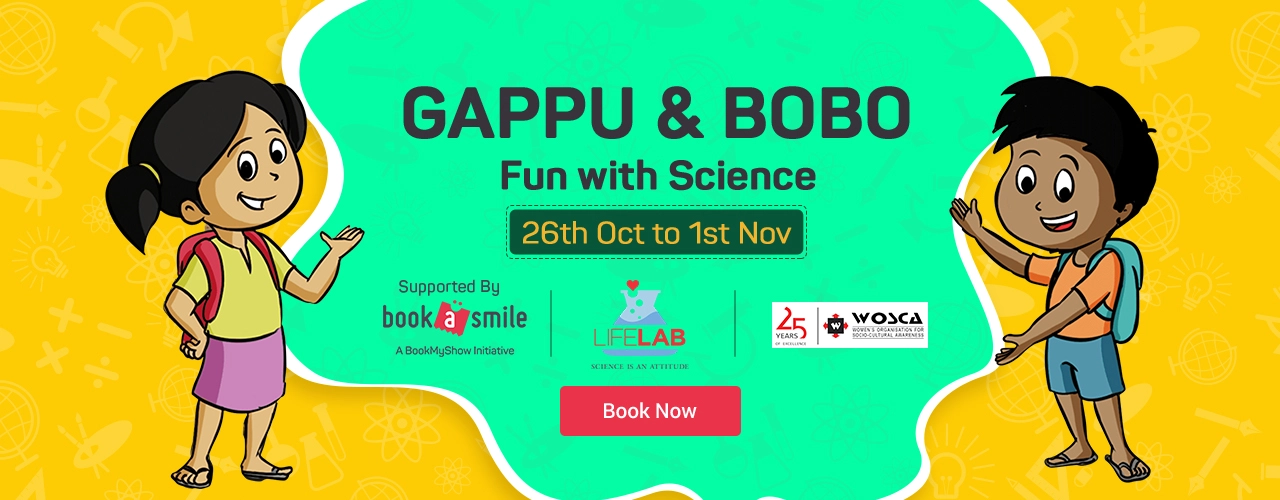 GAPPU & BOBO
Fun with Science
26th Oct to 1st Nov
Supported By
book a smile
A BookMyShow Initiative
LIFELAB
SCIENCE IS AN ATTITUDE
25
YEARS
OF EXCELLENCE
W
WOSCA
WOMEN'S ORGANISATION FOR
SOCIO-CULTURAL AWARENESS
Book Now